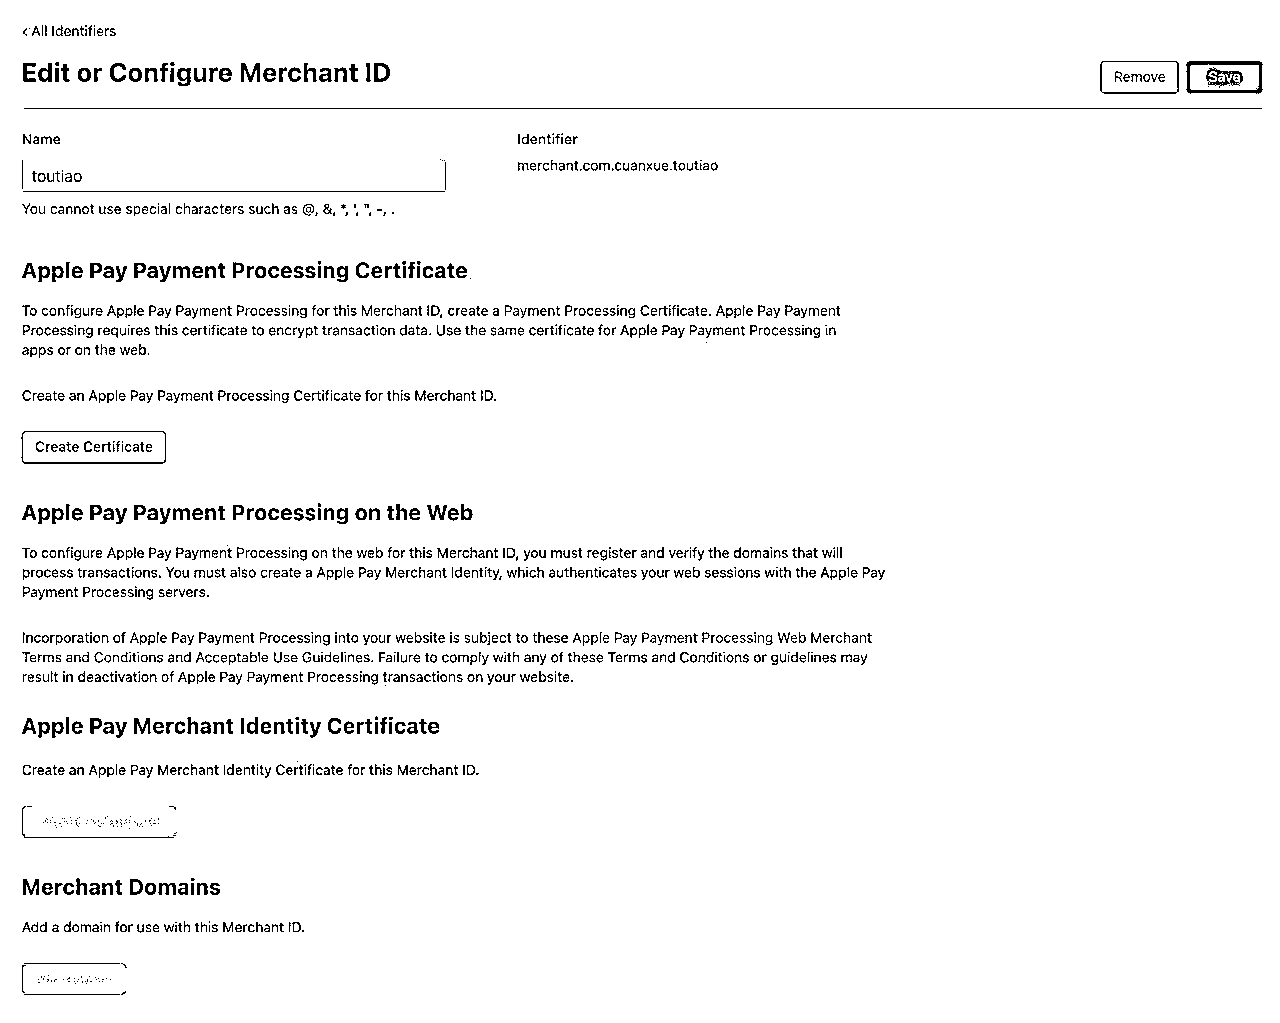 ‹ All Identifiers
Edit or Configure Merchant ID
Remove
Save
Name
Identifier
toutiao
merchant.com.cuanxue.toutiao
You cannot use special characters such as @, &, *, ', ", -, .
Apple Pay Payment Processing Certificate
To configure Apple Pay Payment Processing for this Merchant ID, create a Payment Processing Certificate. Apple Pay Payment
Processing requires this certificate to encrypt transaction data. Use the same certificate for Apple Pay Payment Processing in
apps or on the web.
Create an Apple Pay Payment Processing Certificate for this Merchant ID.
Create Certificate
Apple Pay Payment Processing on the Web
To configure Apple Pay Payment Processing on the web for this Merchant ID, you must register and verify the domains that will
process transactions. You must also create a Apple Pay Merchant Identity, which authenticates your web sessions with the Apple Pay
Payment Processing servers.
Incorporation of Apple Pay Payment Processing into your website is subject to these Apple Pay Payment Processing Web Merchant
Terms and Conditions and Acceptable Use Guidelines. Failure to comply with any of these Terms and Conditions or guidelines may
result in deactivation of Apple Pay Payment Processing transactions on your website.
Apple Pay Merchant Identity Certificate
Create an Apple Pay Merchant Identity Certificate for this Merchant ID.
Merchant Domains
Add a domain for use with this Merchant ID.